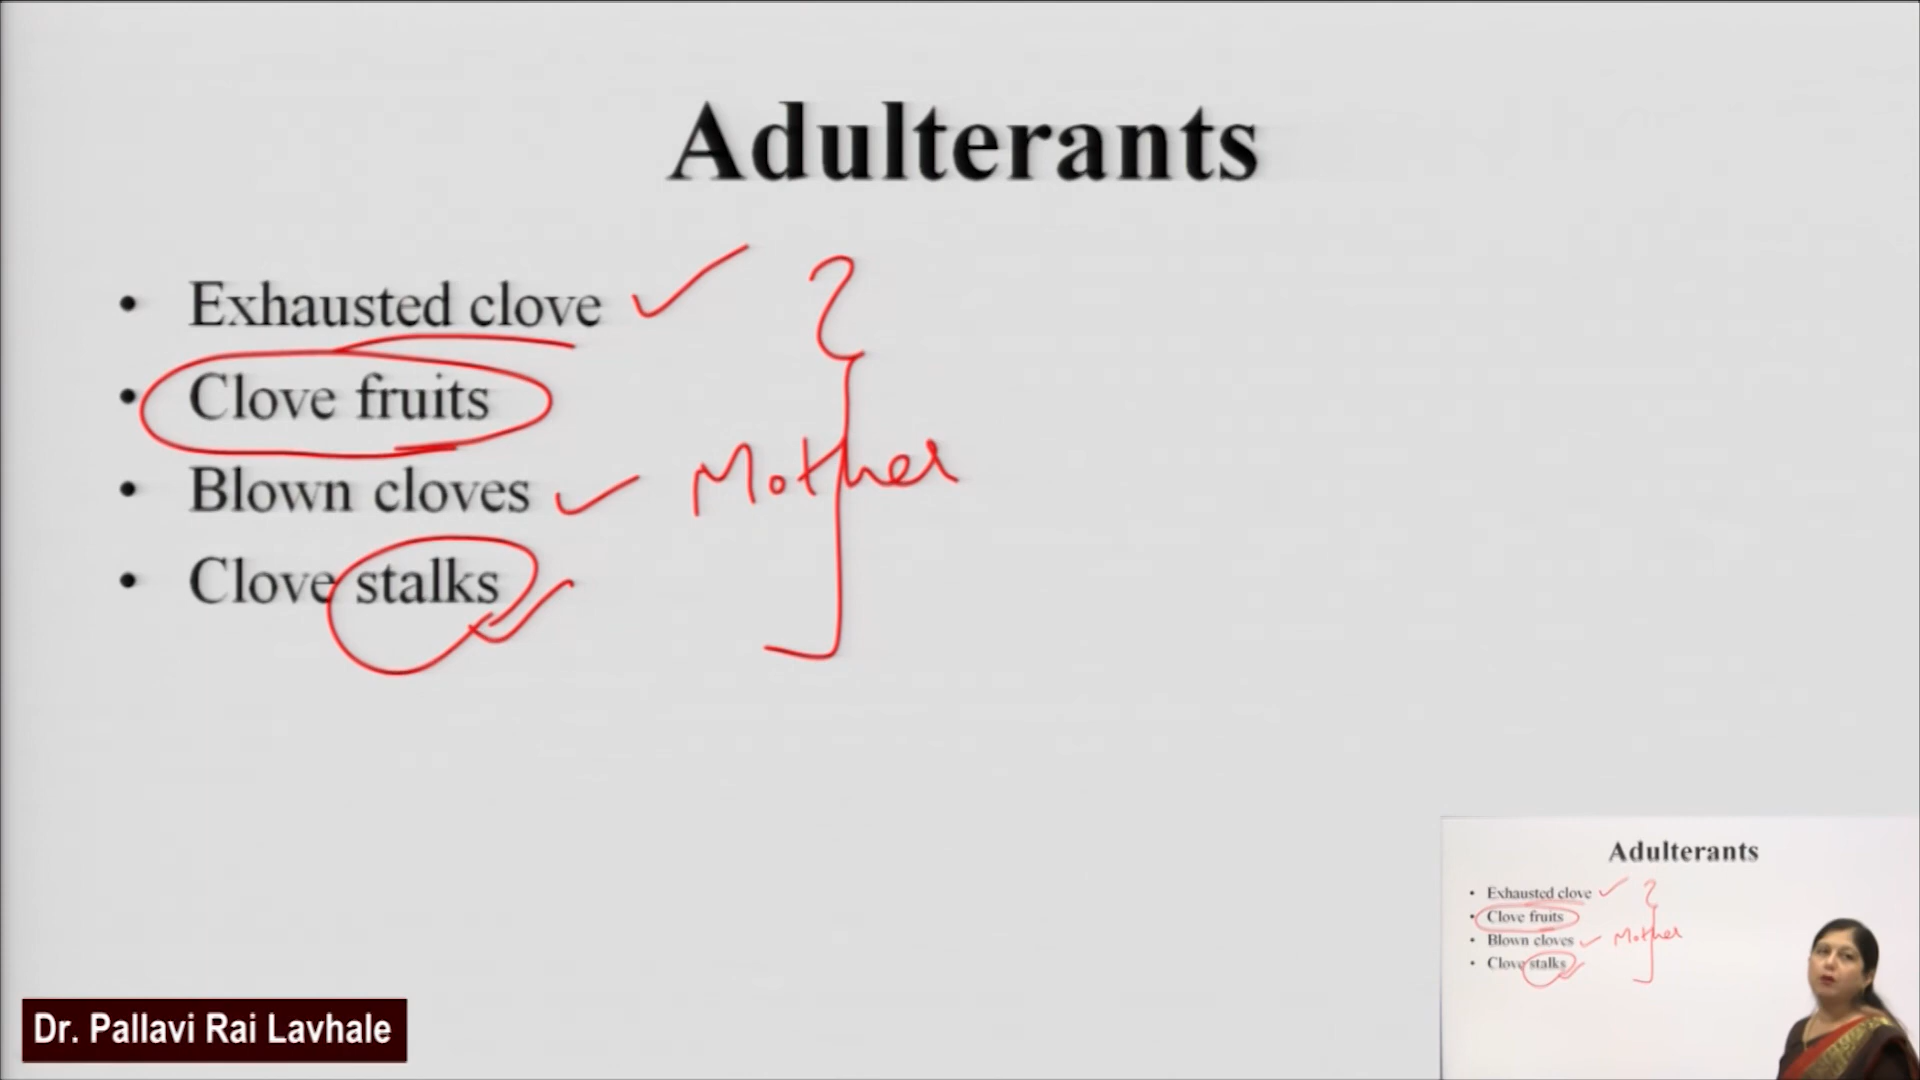 Adulterants
• Exhausted clove
• Clove fruits
• Blown cloves Mother
• Clove stalks
Adulterants
• Exhausted clove
• Clove fruits
• Blown cloves Mother
• Clove stalks
Dr. Pallavi Rai Lavhale